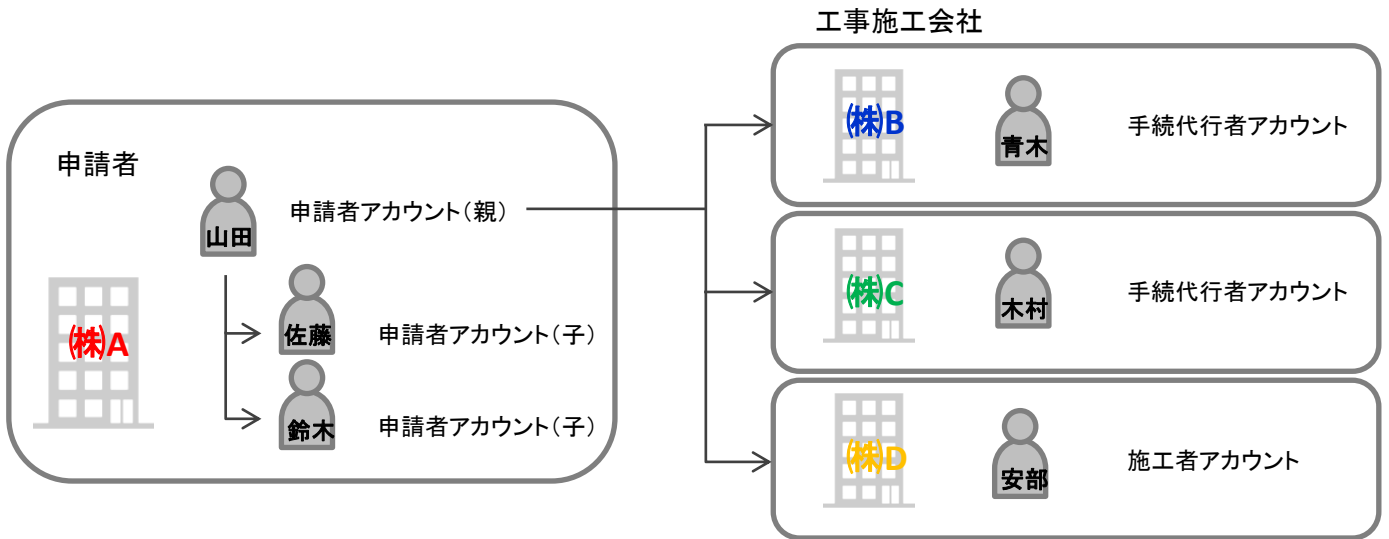 申請者
山田
申請者アカウント（親）
㈱A
佐藤
申請者アカウント（子）
鈴木
申請者アカウント（子）
工事施工会社
㈱B
青木
手続代行者アカウント
㈱C
木村
手続代行者アカウント
㈱D
安部
施工者アカウント